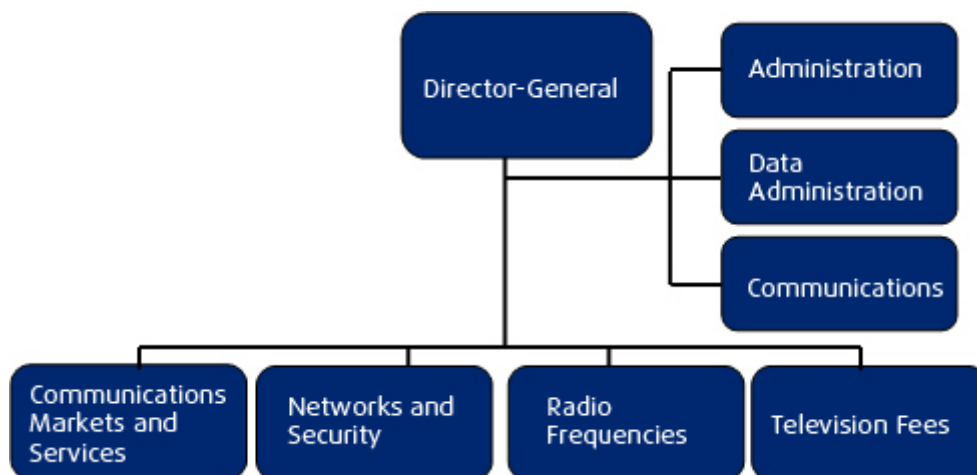 Director-General
Administration
Data
Administration
Communications
Communications
Markets and
Services
Networks and
Security
Radio
Frequencies
Television Fees